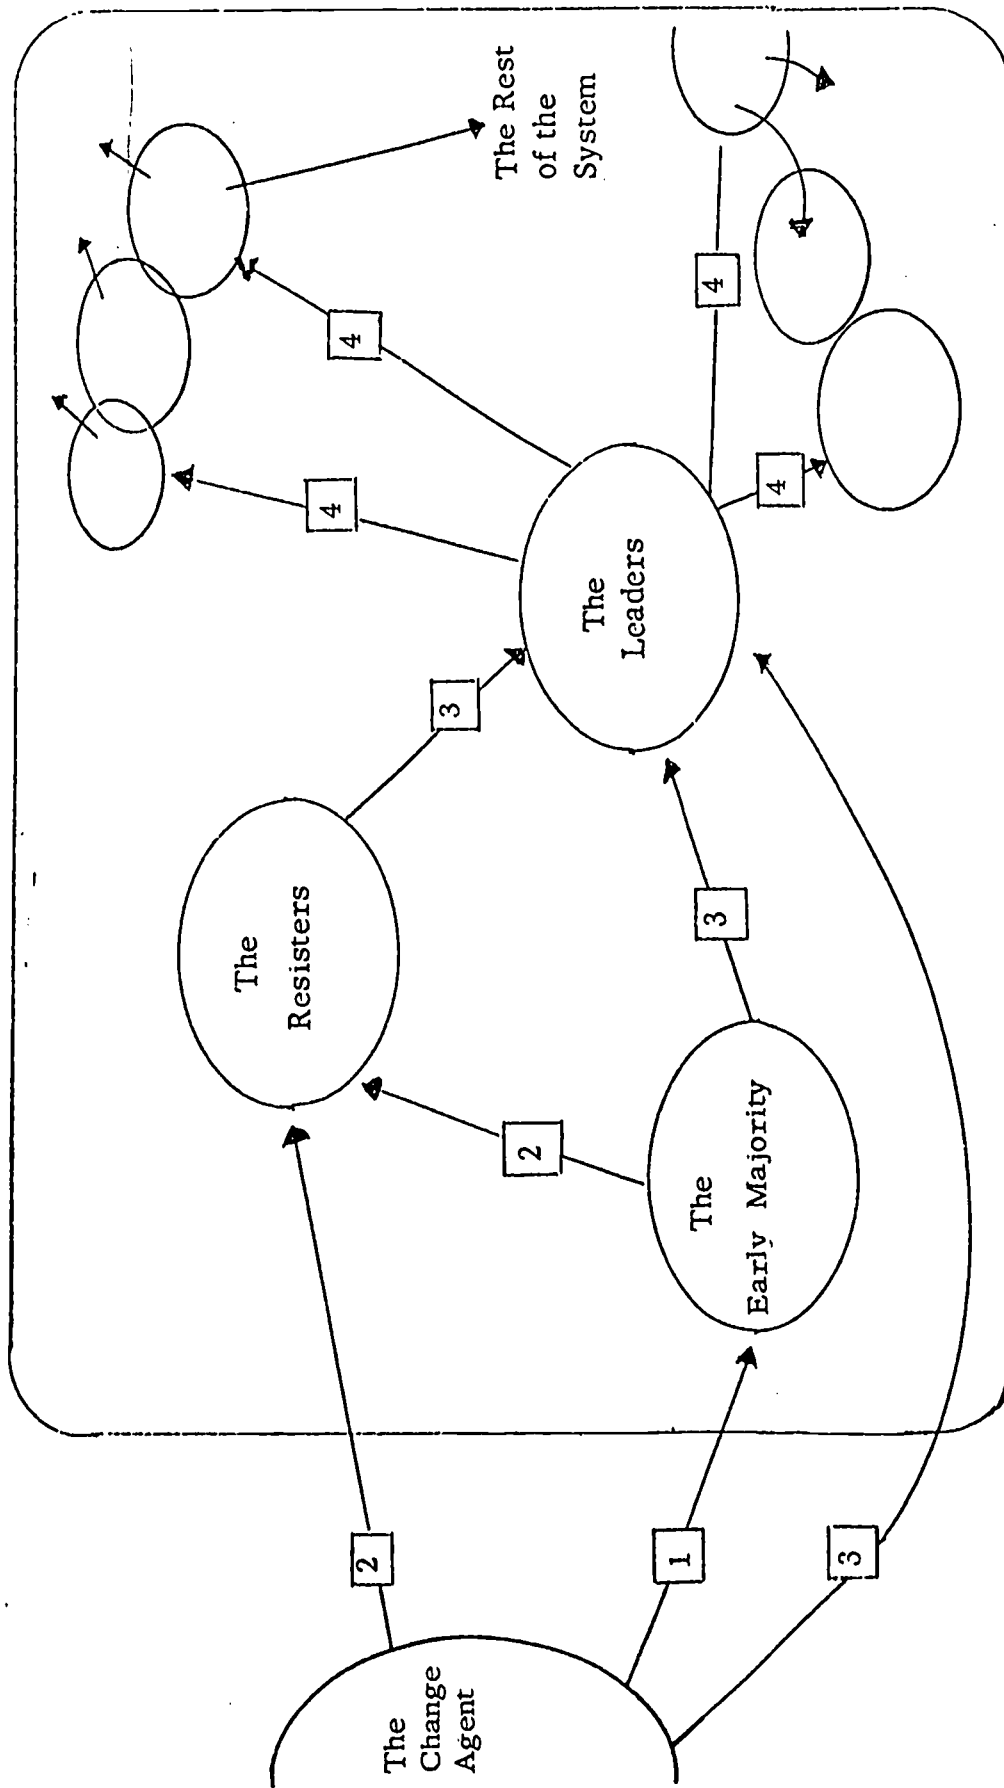 The
Change
Agent
2
1
3
The
Resisters
2
The
Early Majority
3
3
The
Leaders
4
4
4
4
The Rest
of the
System